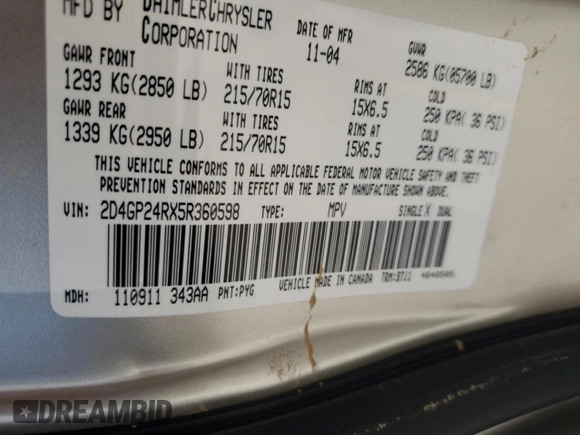 MFD BY DAIMLERCHRYSLER CORPORATION
DATE OF MFR 11-04
GVWR 2586 KG(05700 LB)
GAWR FRONT WITH TIRES RIMS AT COLD
1293 KG(2850 LB) 215/70R15 15X6.5 250 KPA( 36 PSI)
GAWR REAR WITH TIRES RIMS AT COLD
1339 KG(2950 LB) 215/70R15 15X6.5 250 KPA( 36 PSI)
THIS VEHICLE CONFORMS TO ALL APPLICABLE FEDERAL MOTOR VEHICLE SAFETY AND THEFT
PREVENTION STANDARDS IN EFFECT ON THE DATE OF MANUFACTURE SHOWN ABOVE.
VIN: 2D4GP24RX5R360598 TYPE: MPV SINGLE X DUAL
MDH: 110911 343AA PNT:PYG VEHICLE MADE IN CANADA TRM:D7J1 4640505
DREAMBID